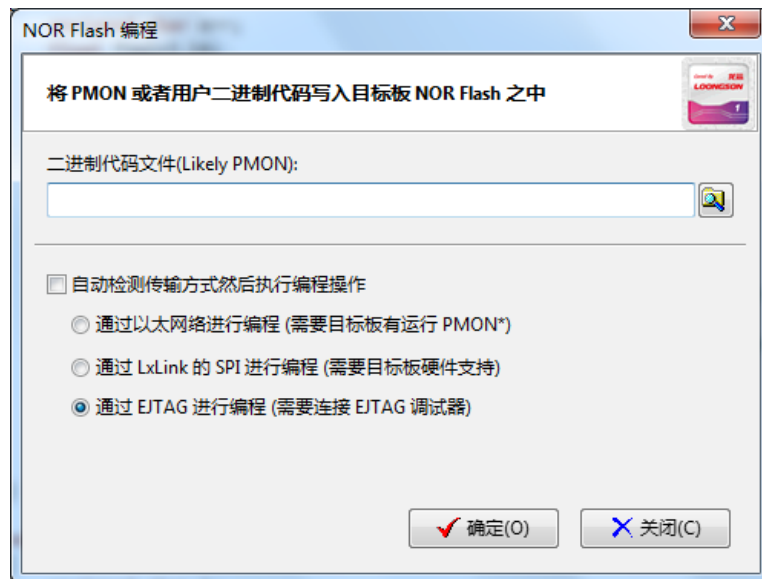 NOR Flash 编程
将 PMON 或者用户二进制代码写入目标板 NOR Flash 之中
龙芯
LOONGSON
1
二进制代码文件(Likely PMON):
自动检测传输方式然后执行编程操作
通过以太网络进行编程 (需要目标板有运行 PMON*)
通过 LxLink 的 SPI 进行编程 (需要目标板硬件支持)
通过 EJTAG 进行编程 (需要连接 EJTAG 调试器)
确定(O)
关闭(C)